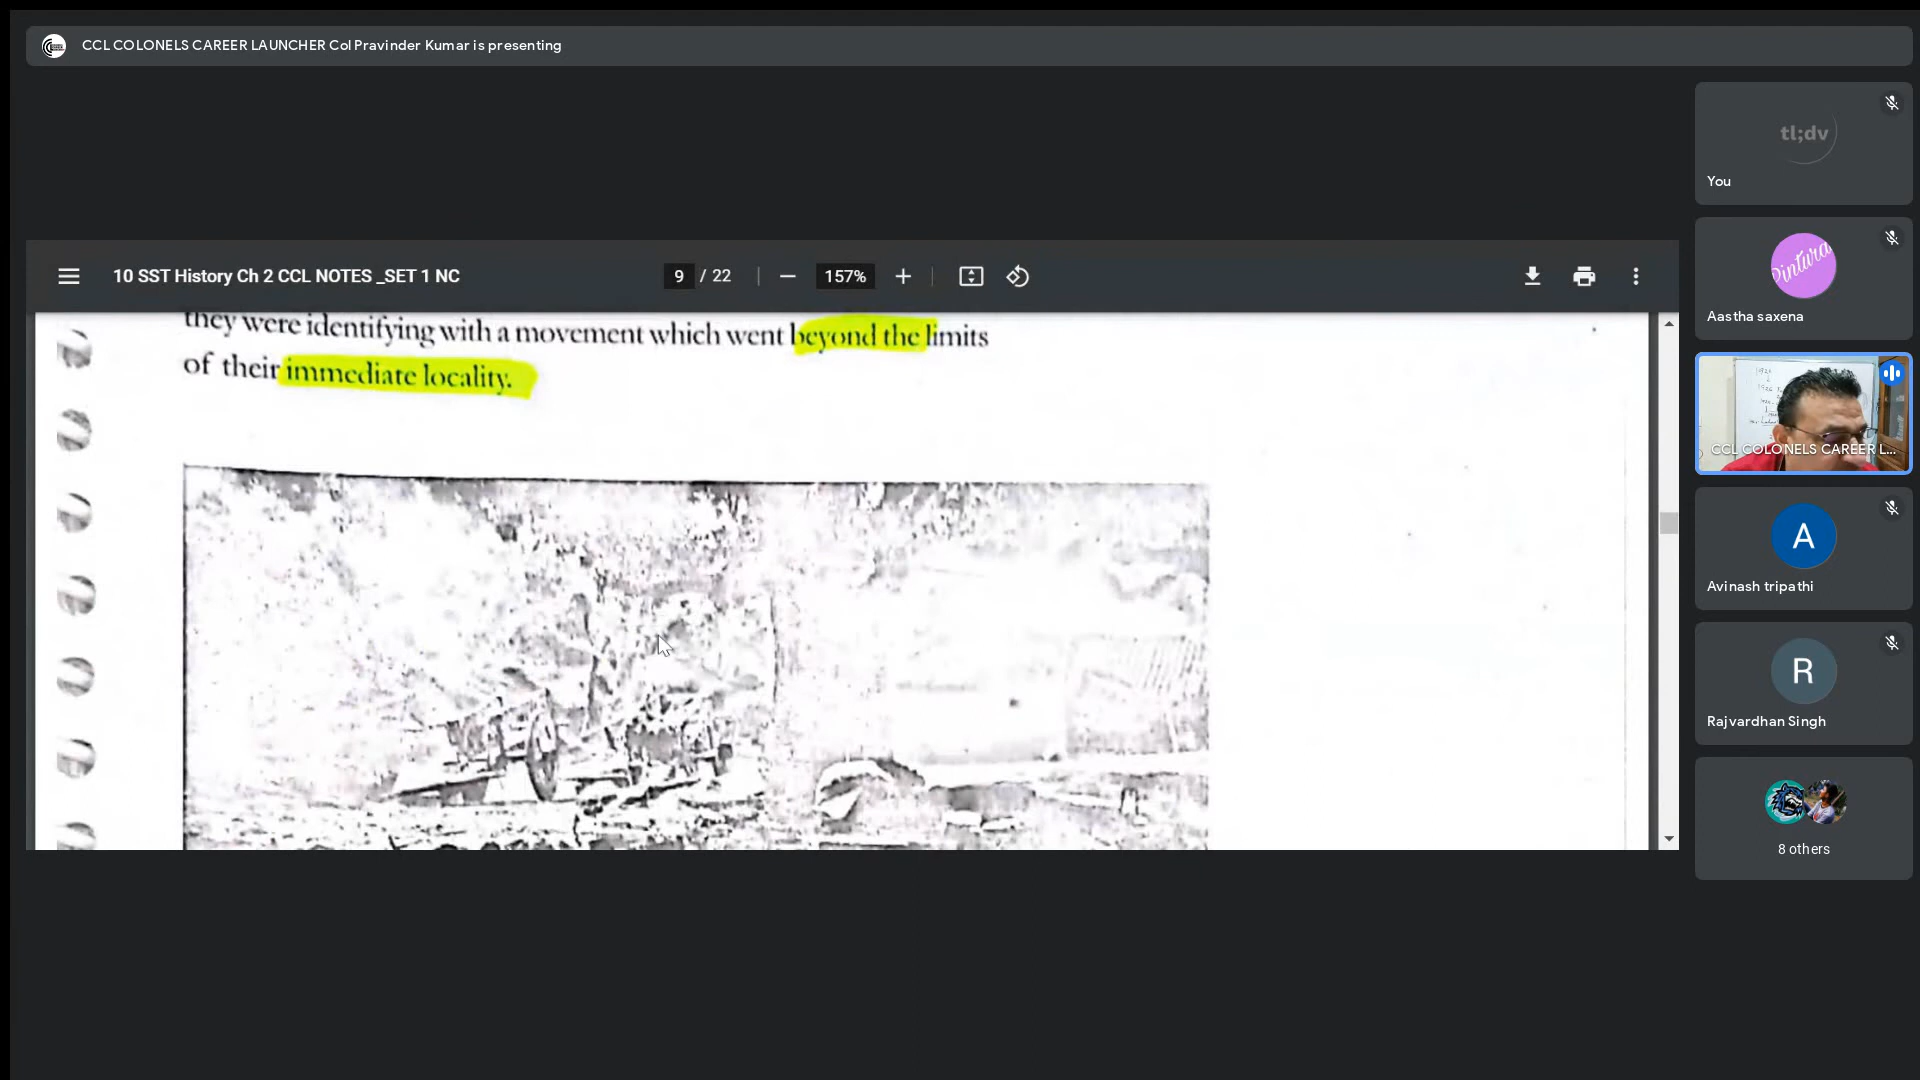 CCL COLONELS CAREER LAUNCHER Col Pravinder Kumar is presenting
10 SST History Ch 2 CCL NOTES _SET 1 NC
9 / 22
157%
they were identifying with a movement which went beyond the limits
of their immediate locality.
tl;dv
You
Pintura
Aastha saxena
CCL COLONELS CAREER L...
A
Avinash tripathi
R
Rajvardhan Singh
8 others